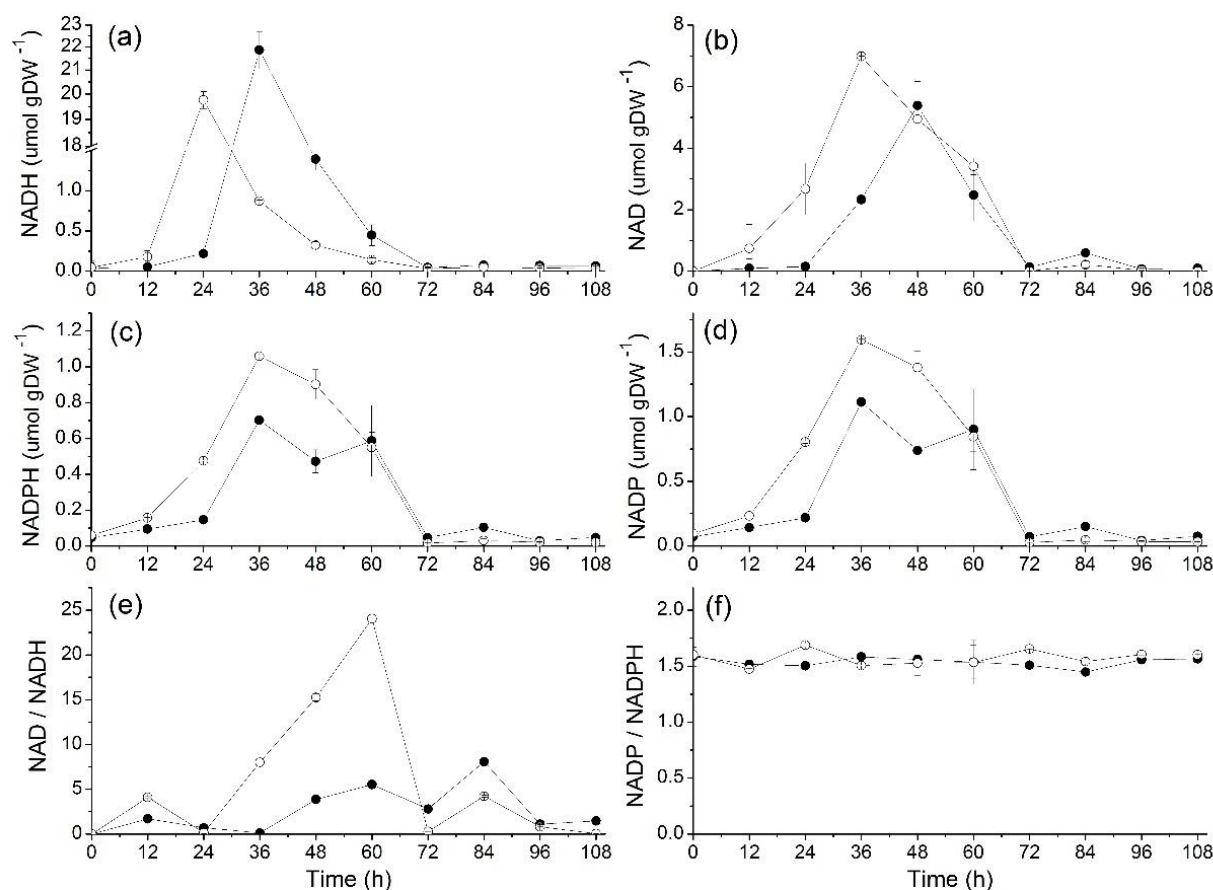 (a)
NADH (umol gDW⁻¹)
23
22
21
20
19
18
1.0
0.5
0.0
0 12 24 36 48 60 72 84 96 108
(b)
NAD (umol gDW⁻¹)
8
6
4
2
0
0 12 24 36 48 60 72 84 96 108
(c)
NADPH (umol gDW⁻¹)
1.2
1.0
0.8
0.6
0.4
0.2
0.0
0 12 24 36 48 60 72 84 96 108
(d)
NADP (umol gDW⁻¹)
1.5
1.0
0.5
0.0
0 12 24 36 48 60 72 84 96 108
(e)
NAD / NADH
25
20
15
10
5
0
0 12 24 36 48 60 72 84 96 108
Time (h)
(f)
NADP / NADPH
2.0
1.5
1.0
0.5
0.0
0 12 24 36 48 60 72 84 96 108
Time (h)